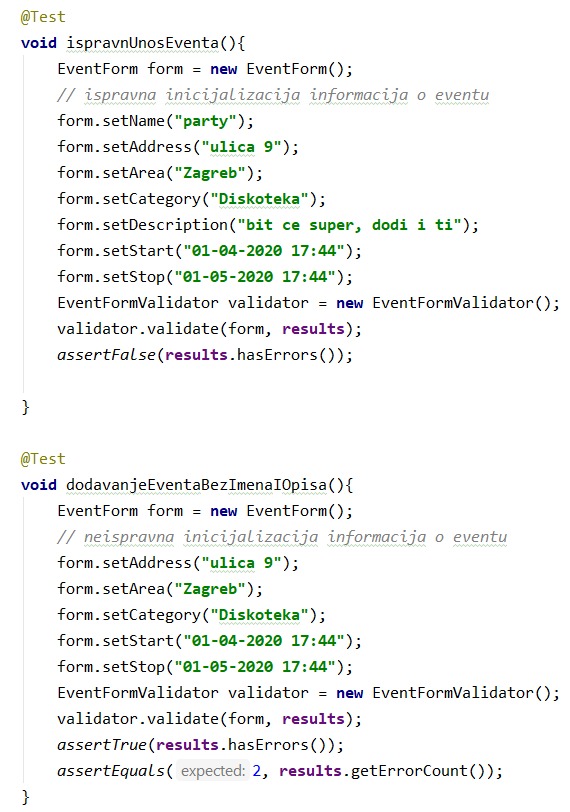 @Test
void ispravnUnosEventa(){
EventForm form = new EventForm();
// ispravna inicijalizacija informacija o eventu
form.setName("party");
form.setAddress("ulica 9");
form.setArea("Zagreb");
form.setCategory("Diskoteka");
form.setDescription("bit ce super, dodi i ti");
form.setStart("01-04-2020 17:44");
form.setStop("01-05-2020 17:44");
EventFormValidator validator = new EventFormValidator();
validator.validate(form, results);
assertFalse(results.hasErrors());
}
@Test
void dodavanjeEventaBezImenaIOpisa(){
EventForm form = new EventForm();
// neispravna inicijalizacija informacija o eventu
form.setAddress("ulica 9");
form.setArea("Zagreb");
form.setCategory("Diskoteka");
form.setStart("01-04-2020 17:44");
form.setStop("01-05-2020 17:44");
EventFormValidator validator = new EventFormValidator();
validator.validate(form, results);
assertTrue(results.hasErrors());
assertEquals( expected: 2, results.getErrorCount());
}